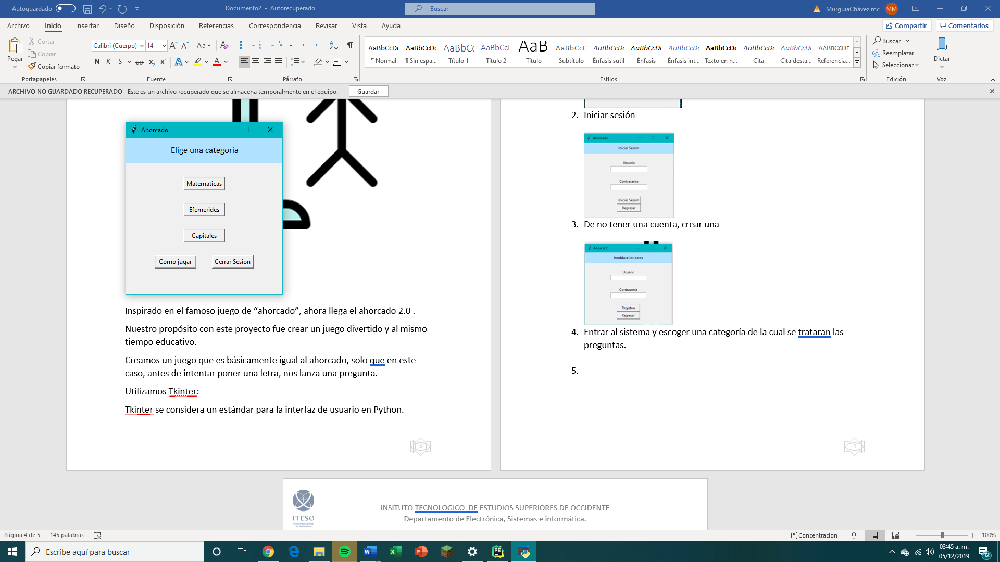 Autoguardado
Documento2 - Autorecuperado
Buscar
MurguiaChávez mc
MM
Archivo
Inicio
Insertar
Diseño
Disposición
Referencias
Correspondencia
Revisar
Vista
Ayuda
Compartir
Comentarios
Pegar
Cortar
Copiar
Copiar formato
Portapapeles
Calibri (Cuerpo)
14
Aa
N K S ab x₂ x²
A A
Fuente
Párrafo
AaBbCcDc
¶ Normal
AaBbCcDc
¶ Sin espa...
AaBbCc
Título 1
AaBbCcD
Título 2
AaB
Título
AaBbCcD
Subtítulo
AaBbCcDc
Énfasis sutil
AaBbCcDc
Énfasis
AaBbCcDc
Énfasis int...
AaBbCcDc
Texto en n...
AaBbCcDc
Cita
AaBbCcDc
Cita desta...
AaBbCcDc
Referencia...
Estilos
Buscar
Reemplazar
Seleccionar
Edición
Dictar
Voz
ARCHIVO NO GUARDADO RECUPERADO Este es un archivo recuperado que se almacena temporalmente en el equipo.
Guardar
Ahorcado
Elige una categoria
Matematicas
Efemerides
Capitales
Como jugar
Cerrar Sesion
Inspirado en el famoso juego de “ahorcado”, ahora llega el ahorcado 2.0 .
Nuestro propósito con este proyecto fue crear un juego divertido y al mismo
tiempo educativo.
Creamos un juego que es básicamente igual al ahorcado, solo que en este
caso, antes de intentar poner una letra, nos lanza una pregunta.
Utilizamos Tkinter:
Tkinter se considera un estándar para la interfaz de usuario en Python.
3
2. Iniciar sesión
Ahorcado
Iniciar Sesion
Usuario
Contrasenia
Iniciar Sesion
Regresar
3. De no tener una cuenta, crear una
Ahorcado
Intrdduce los datos
Usuario
Contrasenia
Registrar
Regresar
4. Entrar al sistema y escoger una categoría de la cual se trataran las
preguntas.
5.
4
ITESO
INSITUTO TECNOLOGICO DE ESTUDIOS SUPERIORES DE OCCIDENTE
Departamento de Electrónica, Sistemas e informática.
Página 4 de 5
145 palabras
Concentración
100%
Escribe aquí para buscar
03:45 a. m.
05/12/2019
12